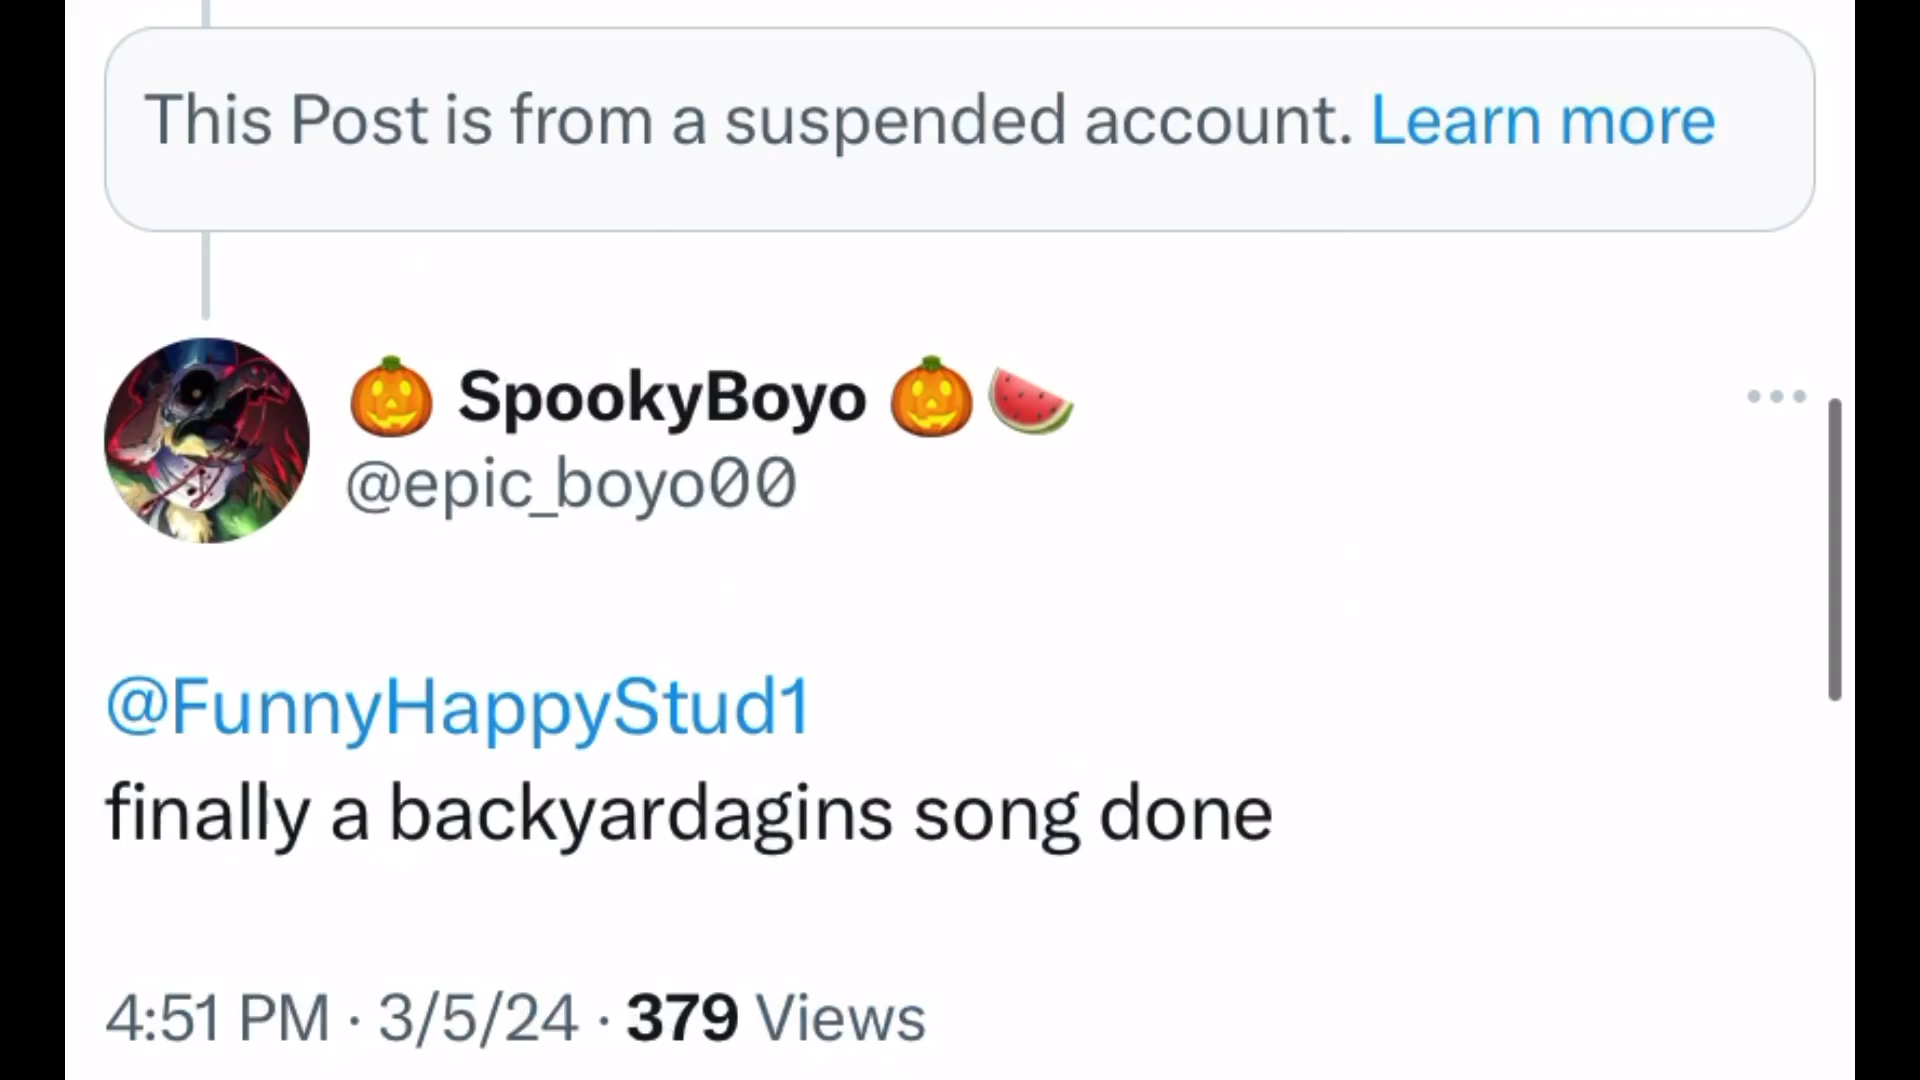 This Post is from a suspended account. Learn more
🎃 SpookyBoyo 🎃🍉
@epic_boyo00
@FunnyHappyStud1
finally a backyardagins song done
4:51 PM · 3/5/24 · 379 Views